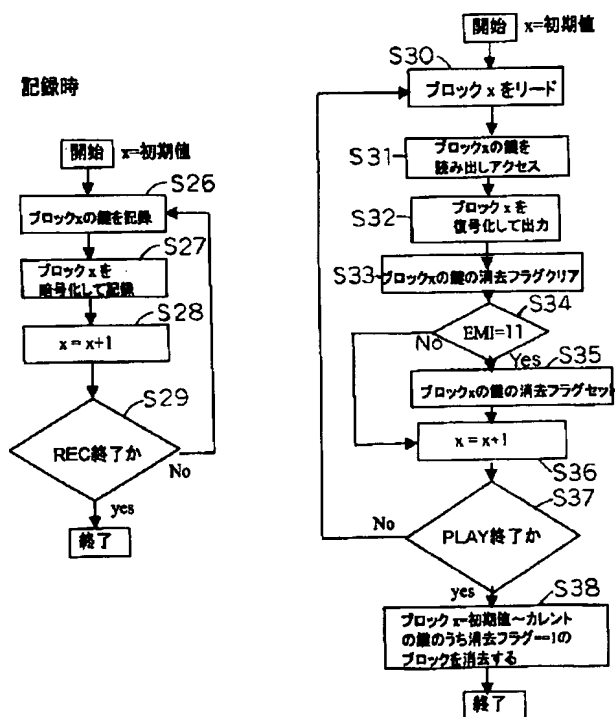 記録時
開始 x=初期値
S26
ブロックxの鍵を記録
S27
ブロック x を
暗号化して記録
S28
x = x+1
S29
REC終了か
No
yes
終了
開始 x=初期値
S30
ブロック x をリード
S31
ブロックxの鍵を
読み出しアクセス
S32
ブロック x を
復号化して出力
S33
ブロックxの鍵の消去フラグクリア
S34
EMI=11
No
Yes
S35
ブロックxの鍵の消去フラグセット
x = x+1
S36
S37
PLAY終了か
No
yes
S38
ブロック x=初期値～カレント
の鍵のうち消去フラグ==1の
ブロックを消去する
終了